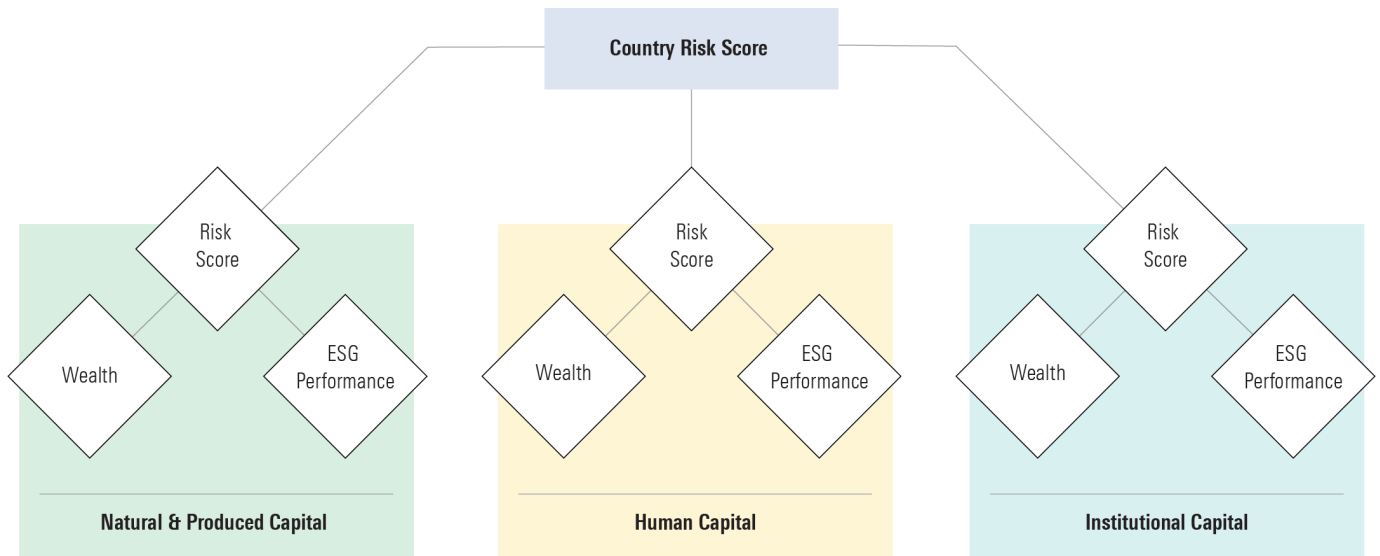 Country Risk Score
Risk
Score
Wealth
ESG
Performance
Natural & Produced Capital
Risk
Score
Wealth
ESG
Performance
Human Capital
Risk
Score
Wealth
ESG
Performance
Institutional Capital